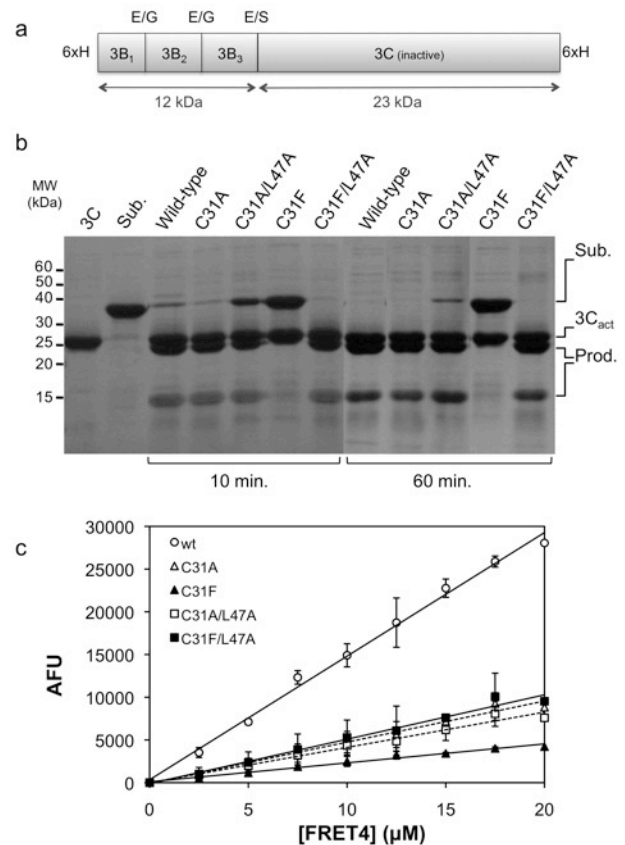 a
E/G E/G E/S
6xH 3B₁ 3B₂ 3B₃ 3C (inactive) 6xH
12 kDa 23 kDa
b
MW (kDa) 3C Sub. Wild-type C31A C31A/L47A C31F C31F/L47A Wild-type C31A C31A/L47A C31F C31F/L47A
Sub.
60
50
40
3Cact
30
25
Prod.
20
15
10 min. 60 min.
c
30000
wt
25000
C31A
C31F
20000
C31A/L47A
C31F/L47A
15000
10000
5000
0
AFU
0 5 10 15 20
[FRET4] (µM)